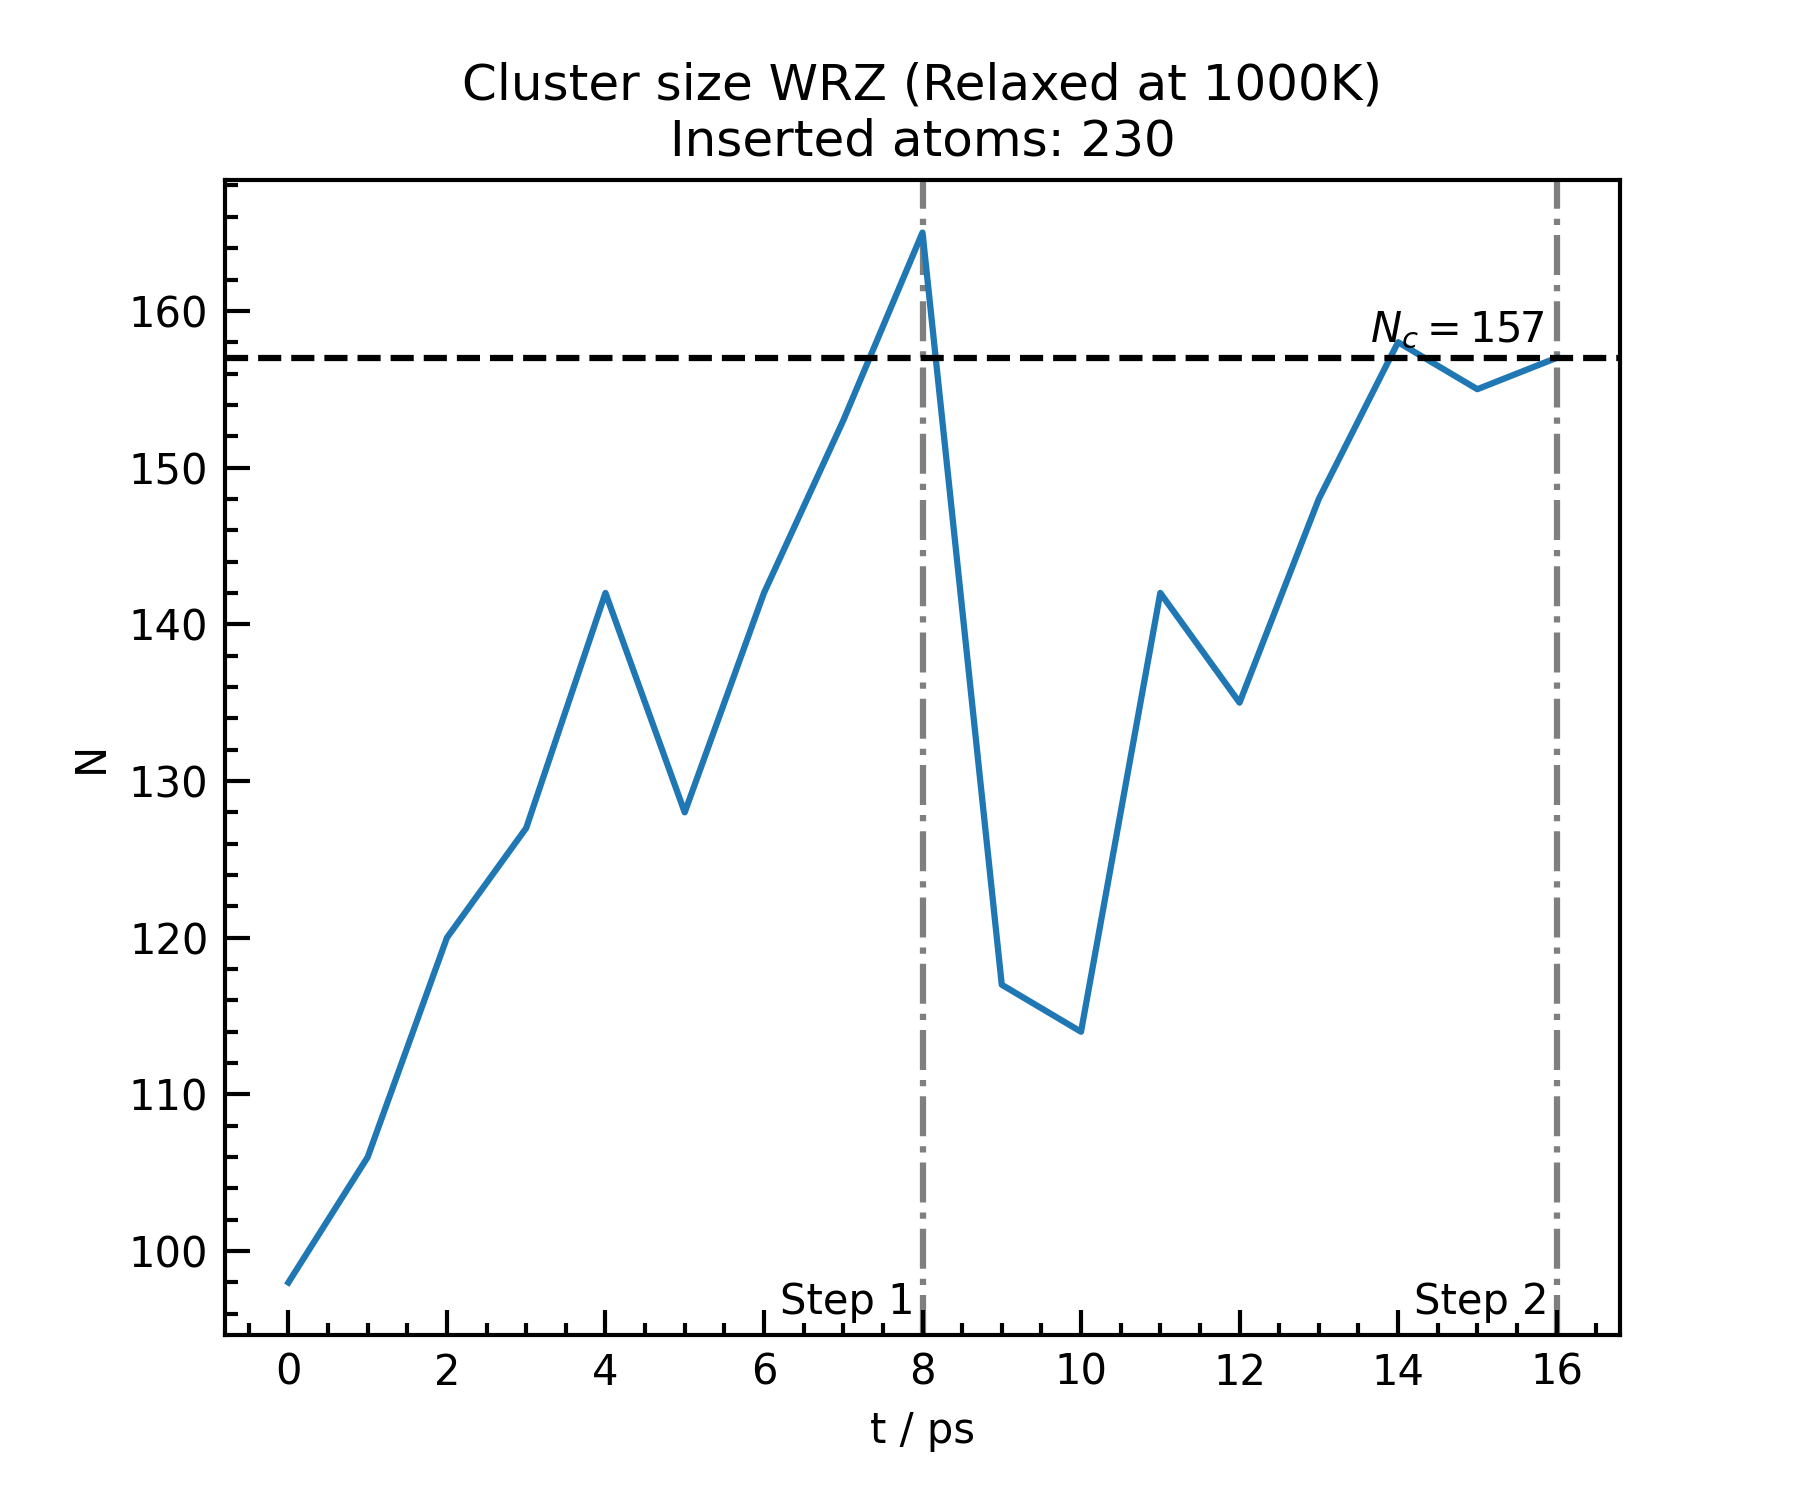 Cluster size WRZ (Relaxed at 1000K)
Inserted atoms: 230
160
150
140
130
120
110
100
N
N_c = 157
Step 1
Step 2
0 2 4 6 8 10 12 14 16
t / ps